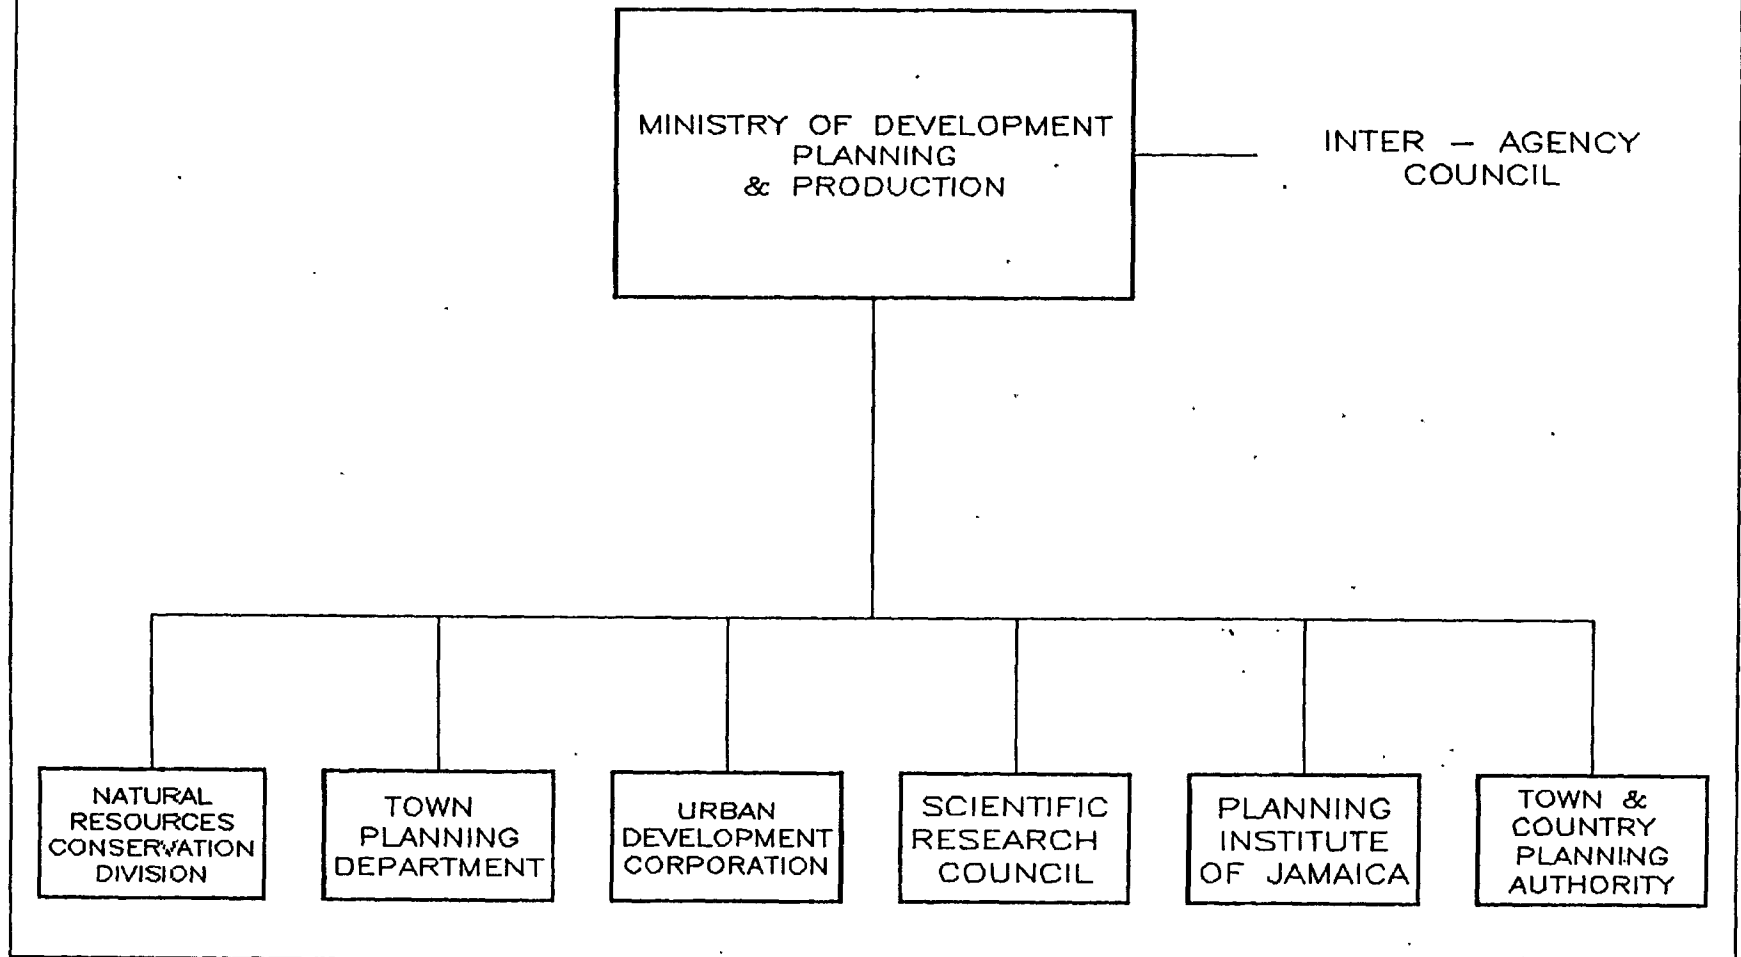 MINISTRY OF DEVELOPMENT
PLANNING
& PRODUCTION
INTER – AGENCY
COUNCIL
NATURAL
RESOURCES
CONSERVATION
DIVISION
TOWN
PLANNING
DEPARTMENT
URBAN
DEVELOPMENT
CORPORATION
SCIENTIFIC
RESEARCH
COUNCIL
PLANNING
INSTITUTE
OF JAMAICA
TOWN &
COUNTRY
PLANNING
AUTHORITY